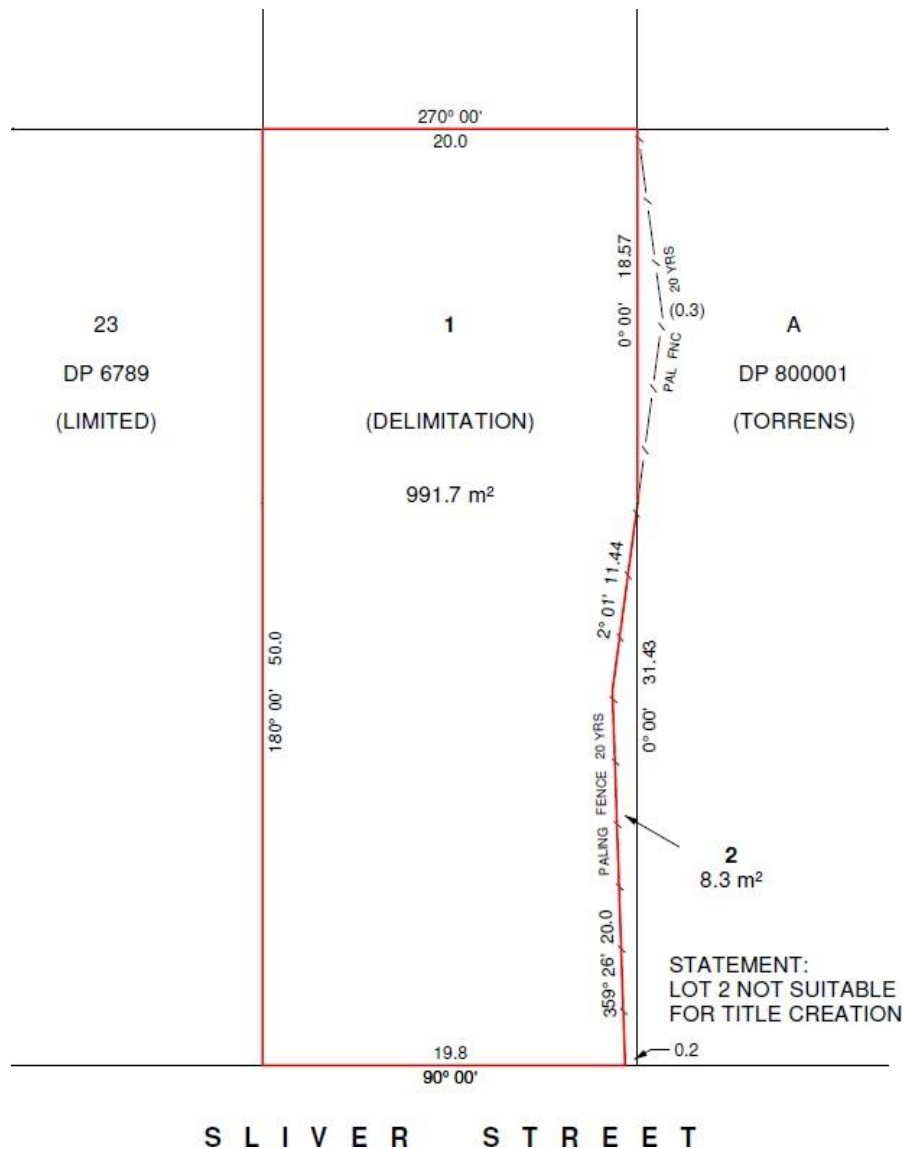 270° 00'
20.0
0° 00' 18.57
PAL FNC 20 YRS
(0.3)
23
DP 6789
(LIMITED)
1
(DELIMITATION)
991.7 m²
A
DP 800001
(TORRENS)
2° 01' 11.44
180° 00' 50.0
0° 00' 31.43
PALING FENCE 20 YRS
2
8.3 m²
359° 26' 20.0
STATEMENT:
LOT 2 NOT SUITABLE
FOR TITLE CREATION
19.8
90° 00'
0.2
SLIVER STREET